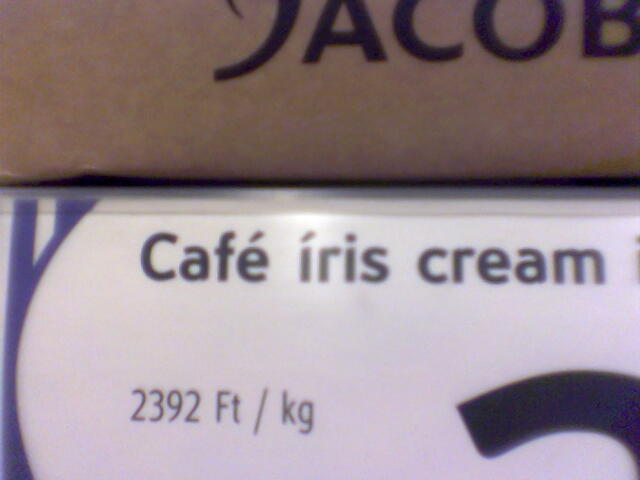 JACOB
Café íris cream
2392 Ft / kg